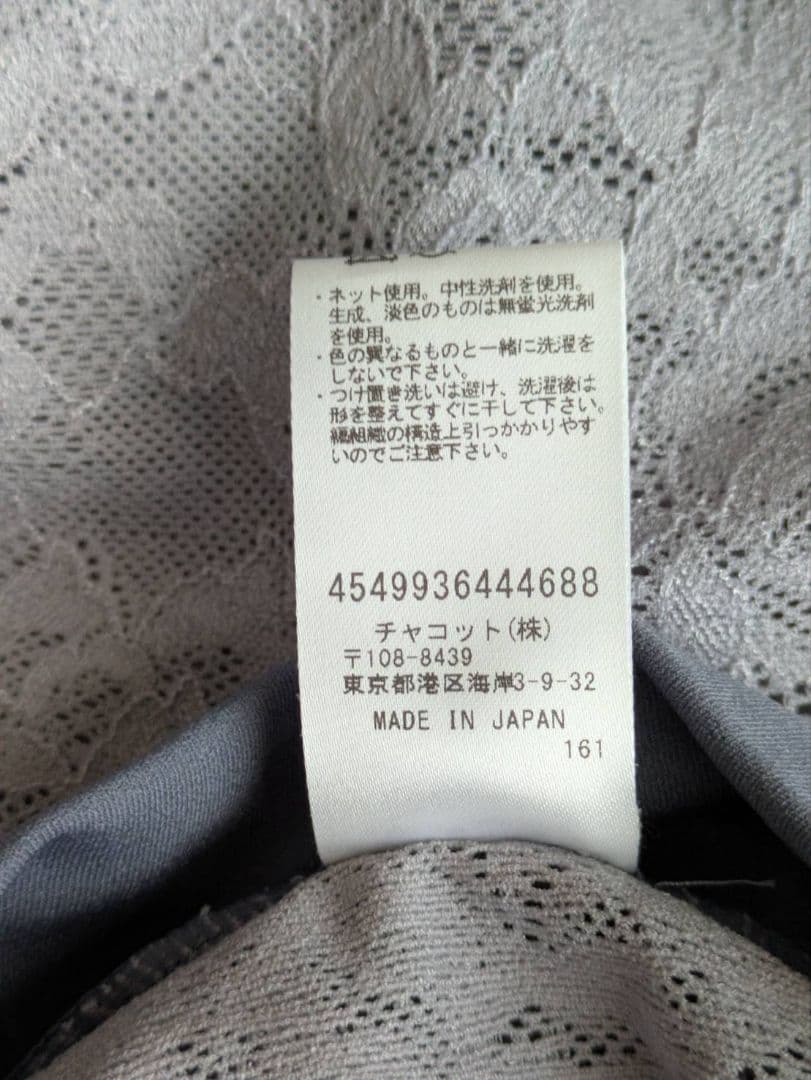 ・ネット使用。中性洗剤を使用。
生成、淡色のものは無蛍光洗剤
を使用。
・色の異なるものと一緒に洗濯を
しないで下さい。
・つけ置き洗いは避け、洗濯後は
形を整えてすぐに干して下さい。
編組織の構造上引っかかりやす
いのでご注意下さい。
4549936444688
チャコット(株)
〒108-8439
東京都港区海岸3-9-32
MADE IN JAPAN
161